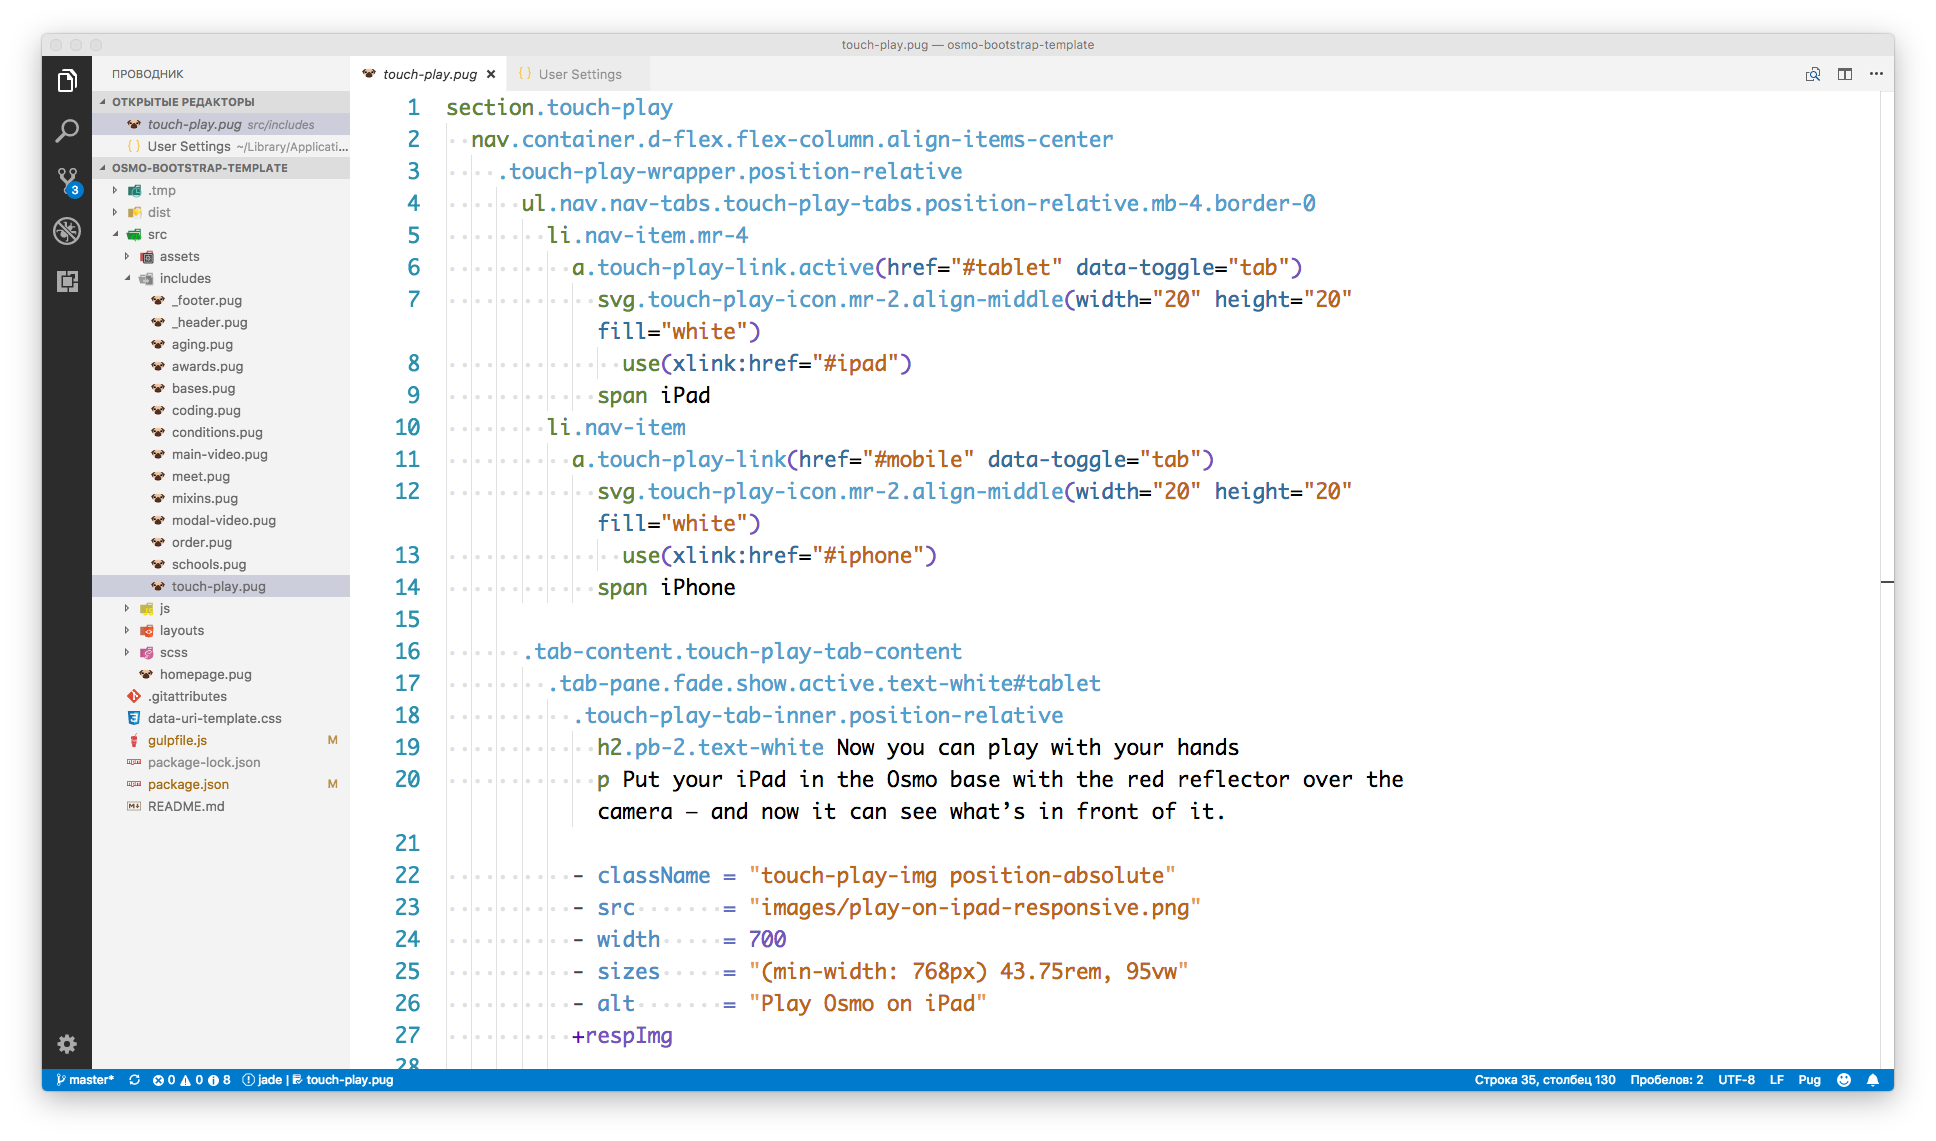 touch-play.pug — osmo-bootstrap-template
ПРОВОДНИК
ОТКРЫТЫЕ РЕДАКТОРЫ
touch-play.pug src/includes
User Settings ~/Library/Applicati...
OSMO-BOOTSTRAP-TEMPLATE
.tmp
dist
src
assets
includes
_footer.pug
_header.pug
aging.pug
awards.pug
bases.pug
coding.pug
conditions.pug
main-video.pug
meet.pug
mixins.pug
modal-video.pug
order.pug
schools.pug
touch-play.pug
js
layouts
scss
homepage.pug
.gitattributes
data-uri-template.css
gulpfile.js M
package-lock.json
package.json M
README.md
3
touch-play.pug × {} User Settings
1 section.touch-play
2 nav.container.d-flex.flex-column.align-items-center
3 .touch-play-wrapper.position-relative
4 ul.nav.nav-tabs.touch-play-tabs.position-relative.mb-4.border-0
5 li.nav-item.mr-4
6 a.touch-play-link.active(href="#tablet" data-toggle="tab")
7 svg.touch-play-icon.mr-2.align-middle(width="20" height="20"
fill="white")
8 use(xlink:href="#ipad")
9 span iPad
10 li.nav-item
11 a.touch-play-link(href="#mobile" data-toggle="tab")
12 svg.touch-play-icon.mr-2.align-middle(width="20" height="20"
fill="white")
13 use(xlink:href="#iphone")
14 span iPhone
15
16 .tab-content.touch-play-tab-content
17 .tab-pane.fade.show.active.text-white#tablet
18 .touch-play-tab-inner.position-relative
19 h2.pb-2.text-white Now you can play with your hands
20 p Put your iPad in the Osmo base with the red reflector over the
camera — and now it can see what’s in front of it.
21
22 - className = "touch-play-img position-absolute"
23 - src = "images/play-on-ipad-responsive.png"
24 - width = 700
25 - sizes = "(min-width: 768px) 43.75rem, 95vw"
26 - alt = "Play Osmo on iPad"
27 +respImg
28
master* 0 0 8 jade | touch-play.pug Строка 35, столбец 130 Пробелов: 2 UTF-8 LF Pug